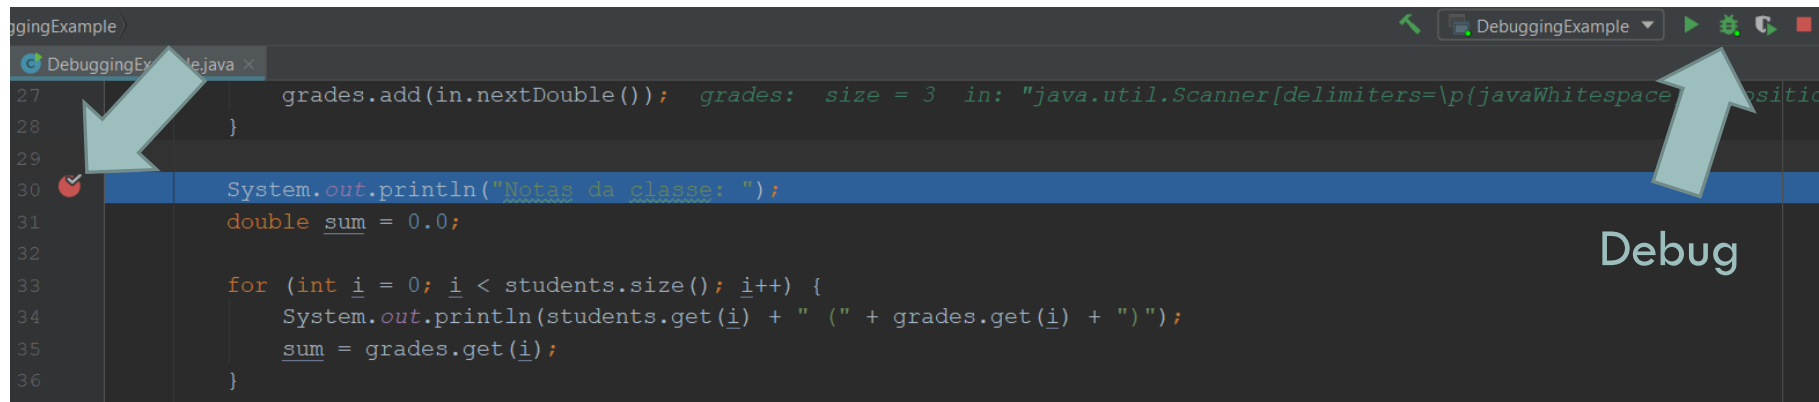 ggingExample
DebuggingExample
DebuggingEx e.java
27 grades.add(in.nextDouble()); grades: size = 3 in: "java.util.Scanner[delimiters=\p{javaWhitespace ositio
28 }
29
30 System.out.println("Notas da classe: ");
31 double sum = 0.0;
32
33 for (int i = 0; i < students.size(); i++) {
34 System.out.println(students.get(i) + " (" + grades.get(i) + ")");
35 sum = grades.get(i);
36 }
Debug